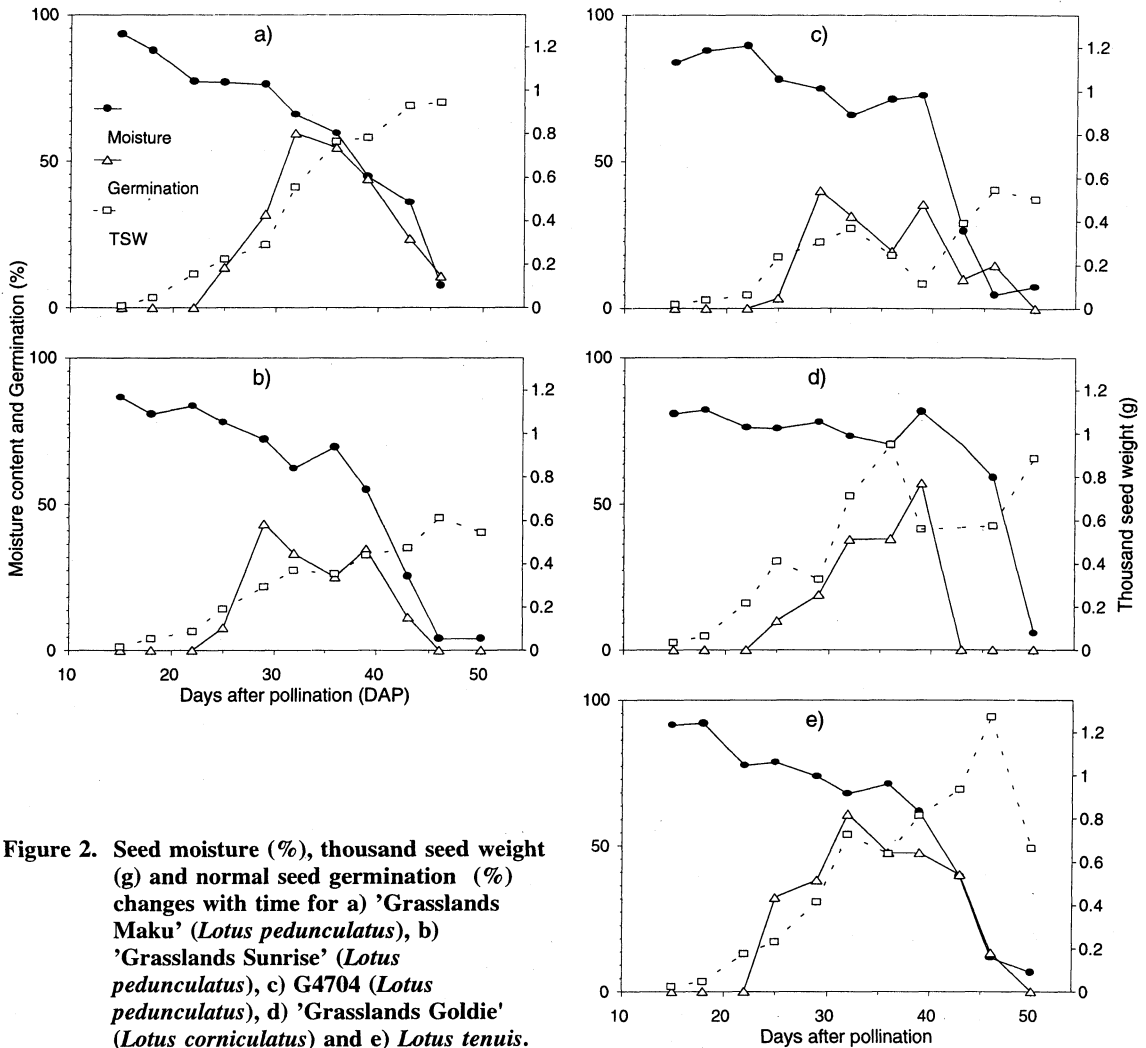 a)
100
50
0
Moisture
Germination
TSW
1.2
1
0.8
0.6
0.4
0.2
0
c)
100
50
0
1.2
1
0.8
0.6
0.4
0.2
0
Moisture content and Germination (%)
b)
100
50
0
1.2
1
0.8
0.6
0.4
0.2
0
10 20 30 40 50
Days after pollination (DAP)
d)
100
50
0
1.2
1
0.8
0.6
0.4
0.2
0
Thousand seed weight (g)
e)
100
50
0
1.2
1
0.8
0.6
0.4
0.2
0
10 20 30 40 50
Days after pollination
Figure 2. Seed moisture (%), thousand seed weight
(g) and normal seed germination (%)
changes with time for a) 'Grasslands
Maku' (Lotus pedunculatus), b)
'Grasslands Sunrise' (Lotus
pedunculatus), c) G4704 (Lotus
pedunculatus), d) 'Grasslands Goldie'
(Lotus corniculatus) and e) Lotus tenuis.